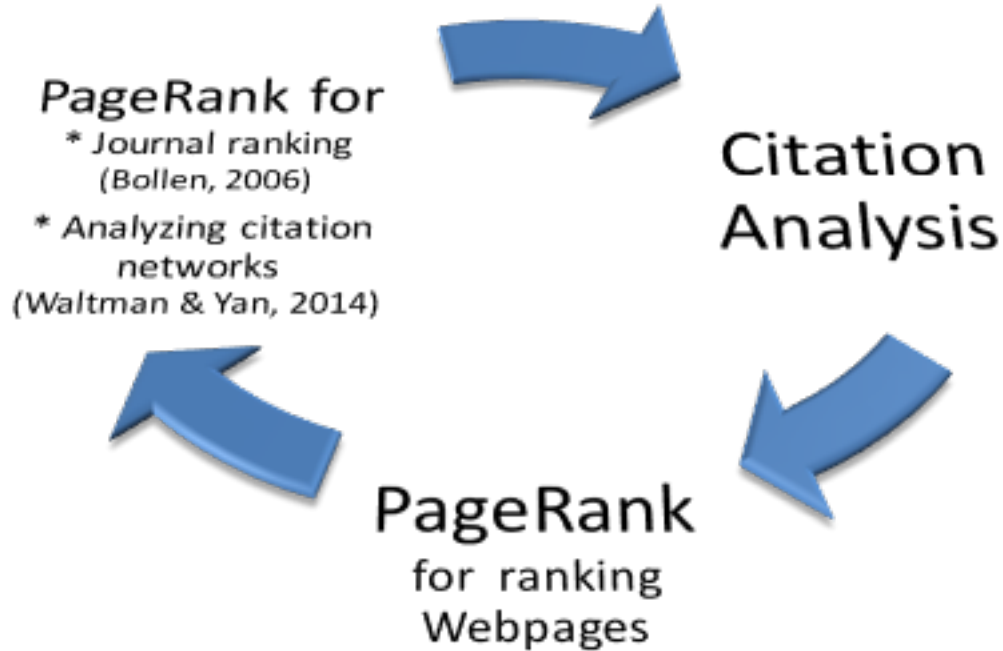 PageRank for
* Journal ranking
(Bollen, 2006)
* Analyzing citation
networks
(Waltman & Yan, 2014)
Citation
Analysis
PageRank
for ranking
Webpages